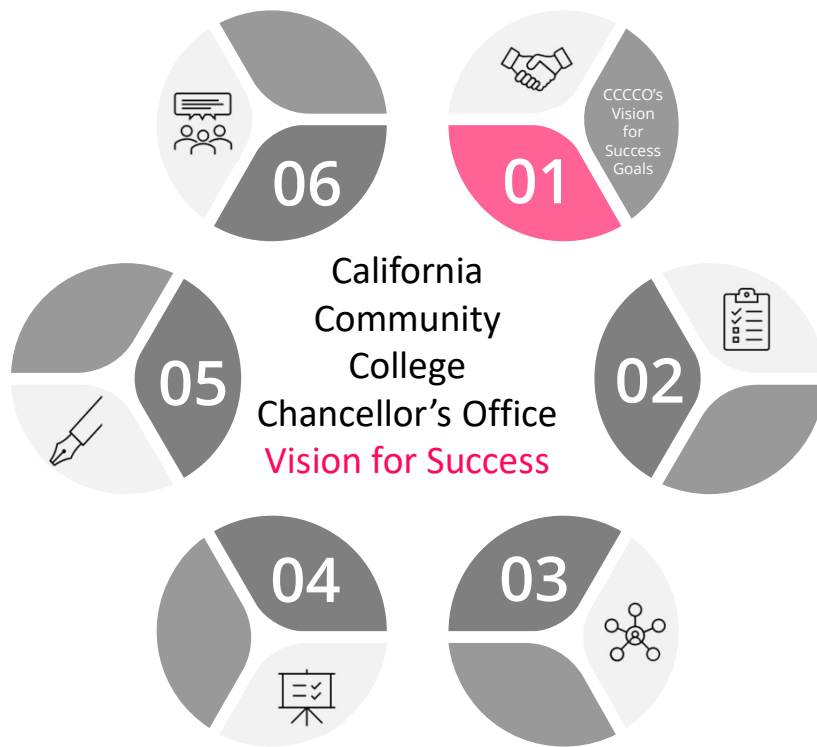 06
01
CCCCO's
Vision
for
Success
Goals
California
Community
College
Chancellor's Office
Vision for Success
05
02
04
03